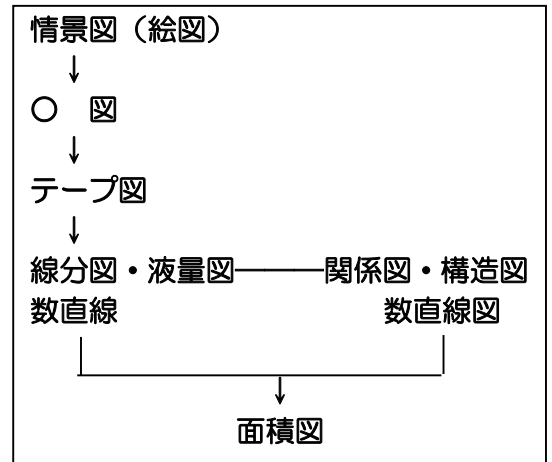 情景図（絵図）
↓
○　図
↓
テープ図
↓
線分図・液量図――関係図・構造図
数直線　数直線図
↓
面積図